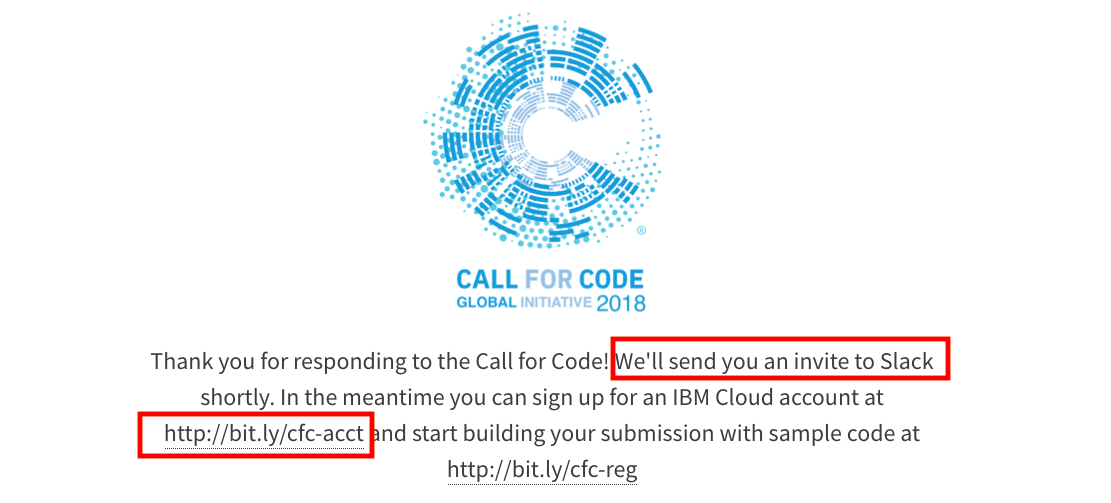 ®
CALL FOR CODE
GLOBAL INITIATIVE 2018
Thank you for responding to the Call for Code! We'll send you an invite to Slack
shortly. In the meantime you can sign up for an IBM Cloud account at
http://bit.ly/cfc-acct and start building your submission with sample code at
http://bit.ly/cfc-reg